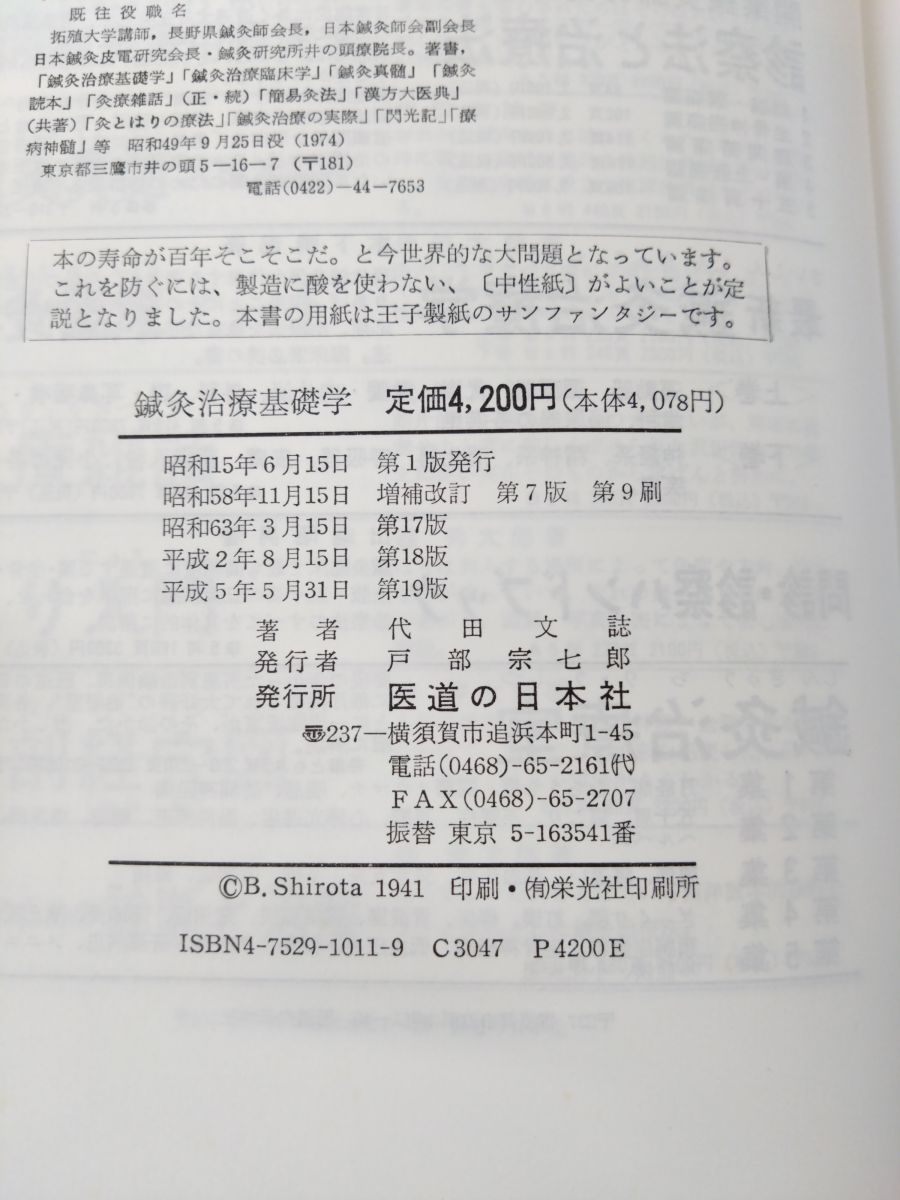 既往役職名
拓殖大学講師，長野県鍼灸師会長，日本鍼灸師会副会長
日本鍼灸皮電研究会長・鍼灸研究所井の頭療院長。著書，
「鍼灸治療基礎学」「鍼灸治療臨床学」「鍼灸真髄」「鍼灸
読本」「灸療雑話」（正・続）「簡易灸法」「漢方大医典」
（共著）「灸とはりの療法」「鍼灸治療の実際」「閃光記」「療
病神髄」等　昭和49年9月25日没（1974）
東京都三鷹市井の頭5－16－7（〒181）
電話(0422)－44－7653
本の寿命が百年そこそこだ。と今世界的な大問題となっています。
これを防ぐには、製造に酸を使わない、〔中性紙〕がよいことが定
説となりました。本書の用紙は王子製紙のサンファンタジーです。
鍼灸治療基礎学　定価4,200円（本体4,078円）
昭和15年6月15日　第1版発行
昭和58年11月15日　増補改訂　第7版　第9刷
昭和63年3月15日　第17版
平成2年8月15日　第18版
平成5年5月31日　第19版
著者　代田文誌
発行者　戸部宗七郎
発行所　医道の日本社
〠237―横須賀市追浜本町1-45
電話(0468)-65-2161㈹
FAX(0468)-65-2707
振替 東京 5-163541番
©B. Shirota 1941　印刷・㈲栄光社印刷所
ISBN4-7529-1011-9　C3047　P4200E